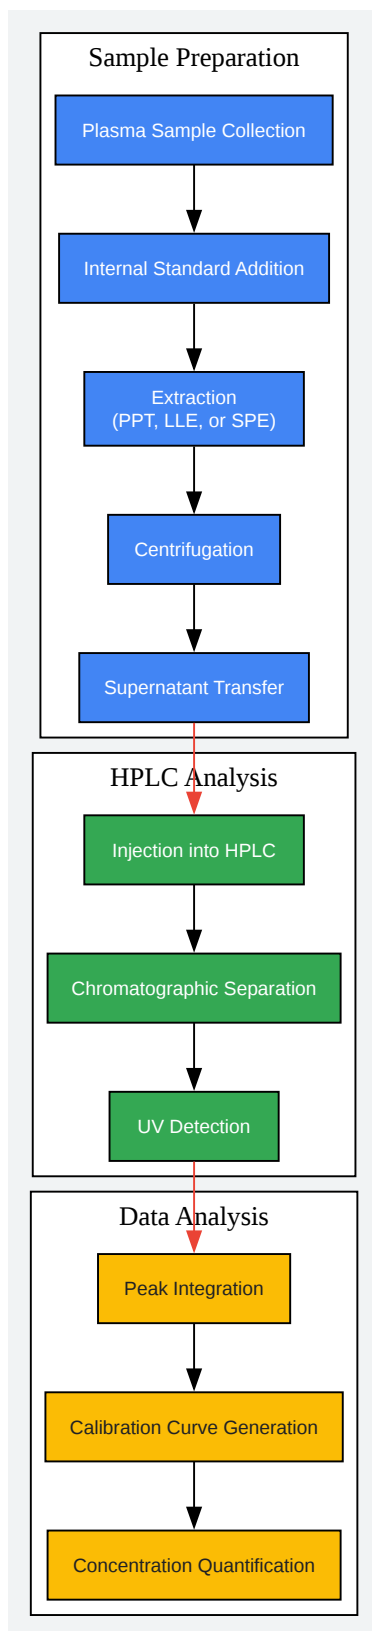 Sample Preparation
Plasma Sample Collection
Internal Standard Addition
Extraction
(PPT, LLE, or SPE)
Centrifugation
Supernatant Transfer
HPLC Analysis
Injection into HPLC
Chromatographic Separation
UV Detection
Data Analysis
Peak Integration
Calibration Curve Generation
Concentration Quantification